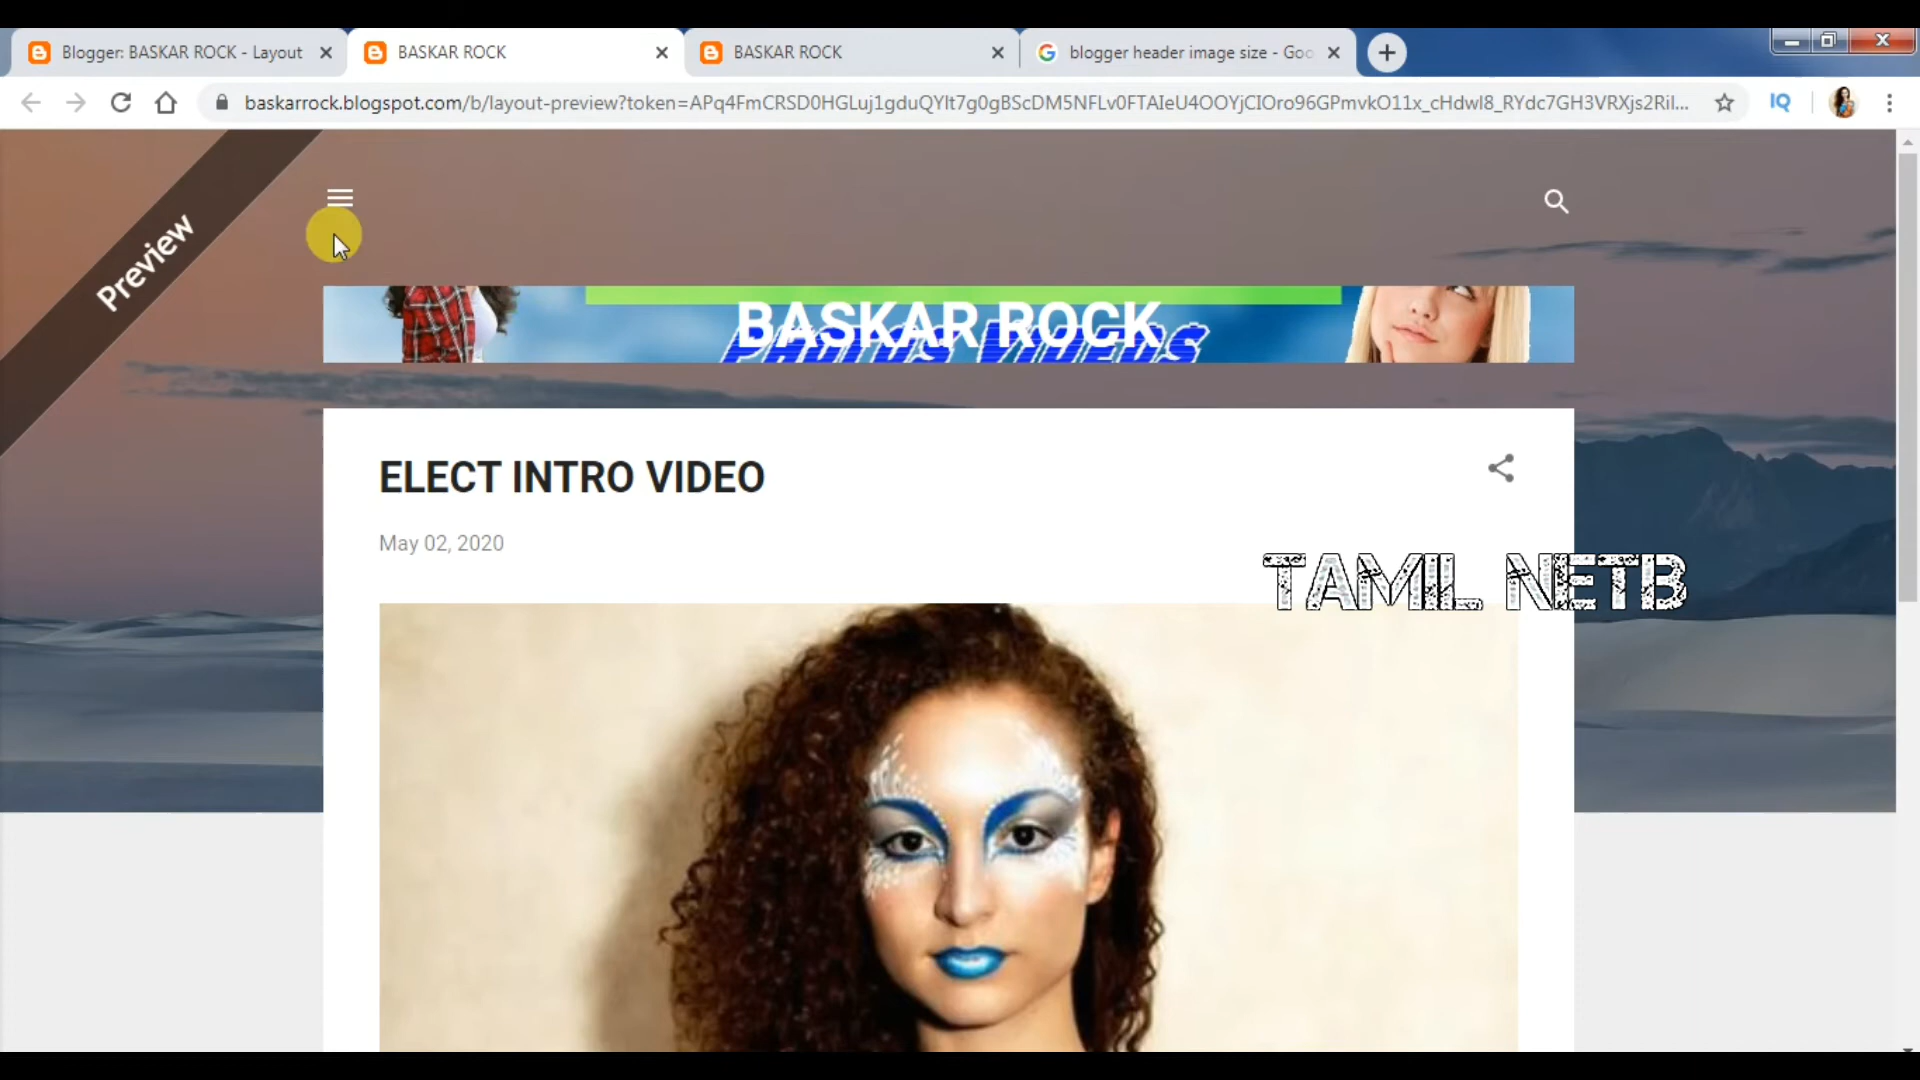 Blogger: BASKAR ROCK - Layout
BASKAR ROCK
BASKAR ROCK
blogger header image size - Goo
baskarrock.blogspot.com/b/layout-preview?token=APq4FmCRSD0HGLuj1gduQYlt7g0gBScDM5NFLv0FTAIeU4OOYjCIOro96GPmvkO11x_cHdwl8_RYdc7GH3VRXjs2Ril...
IQ
Preview
BASKAR ROCK
ELECT INTRO VIDEO
May 02, 2020
TAMIL NETB